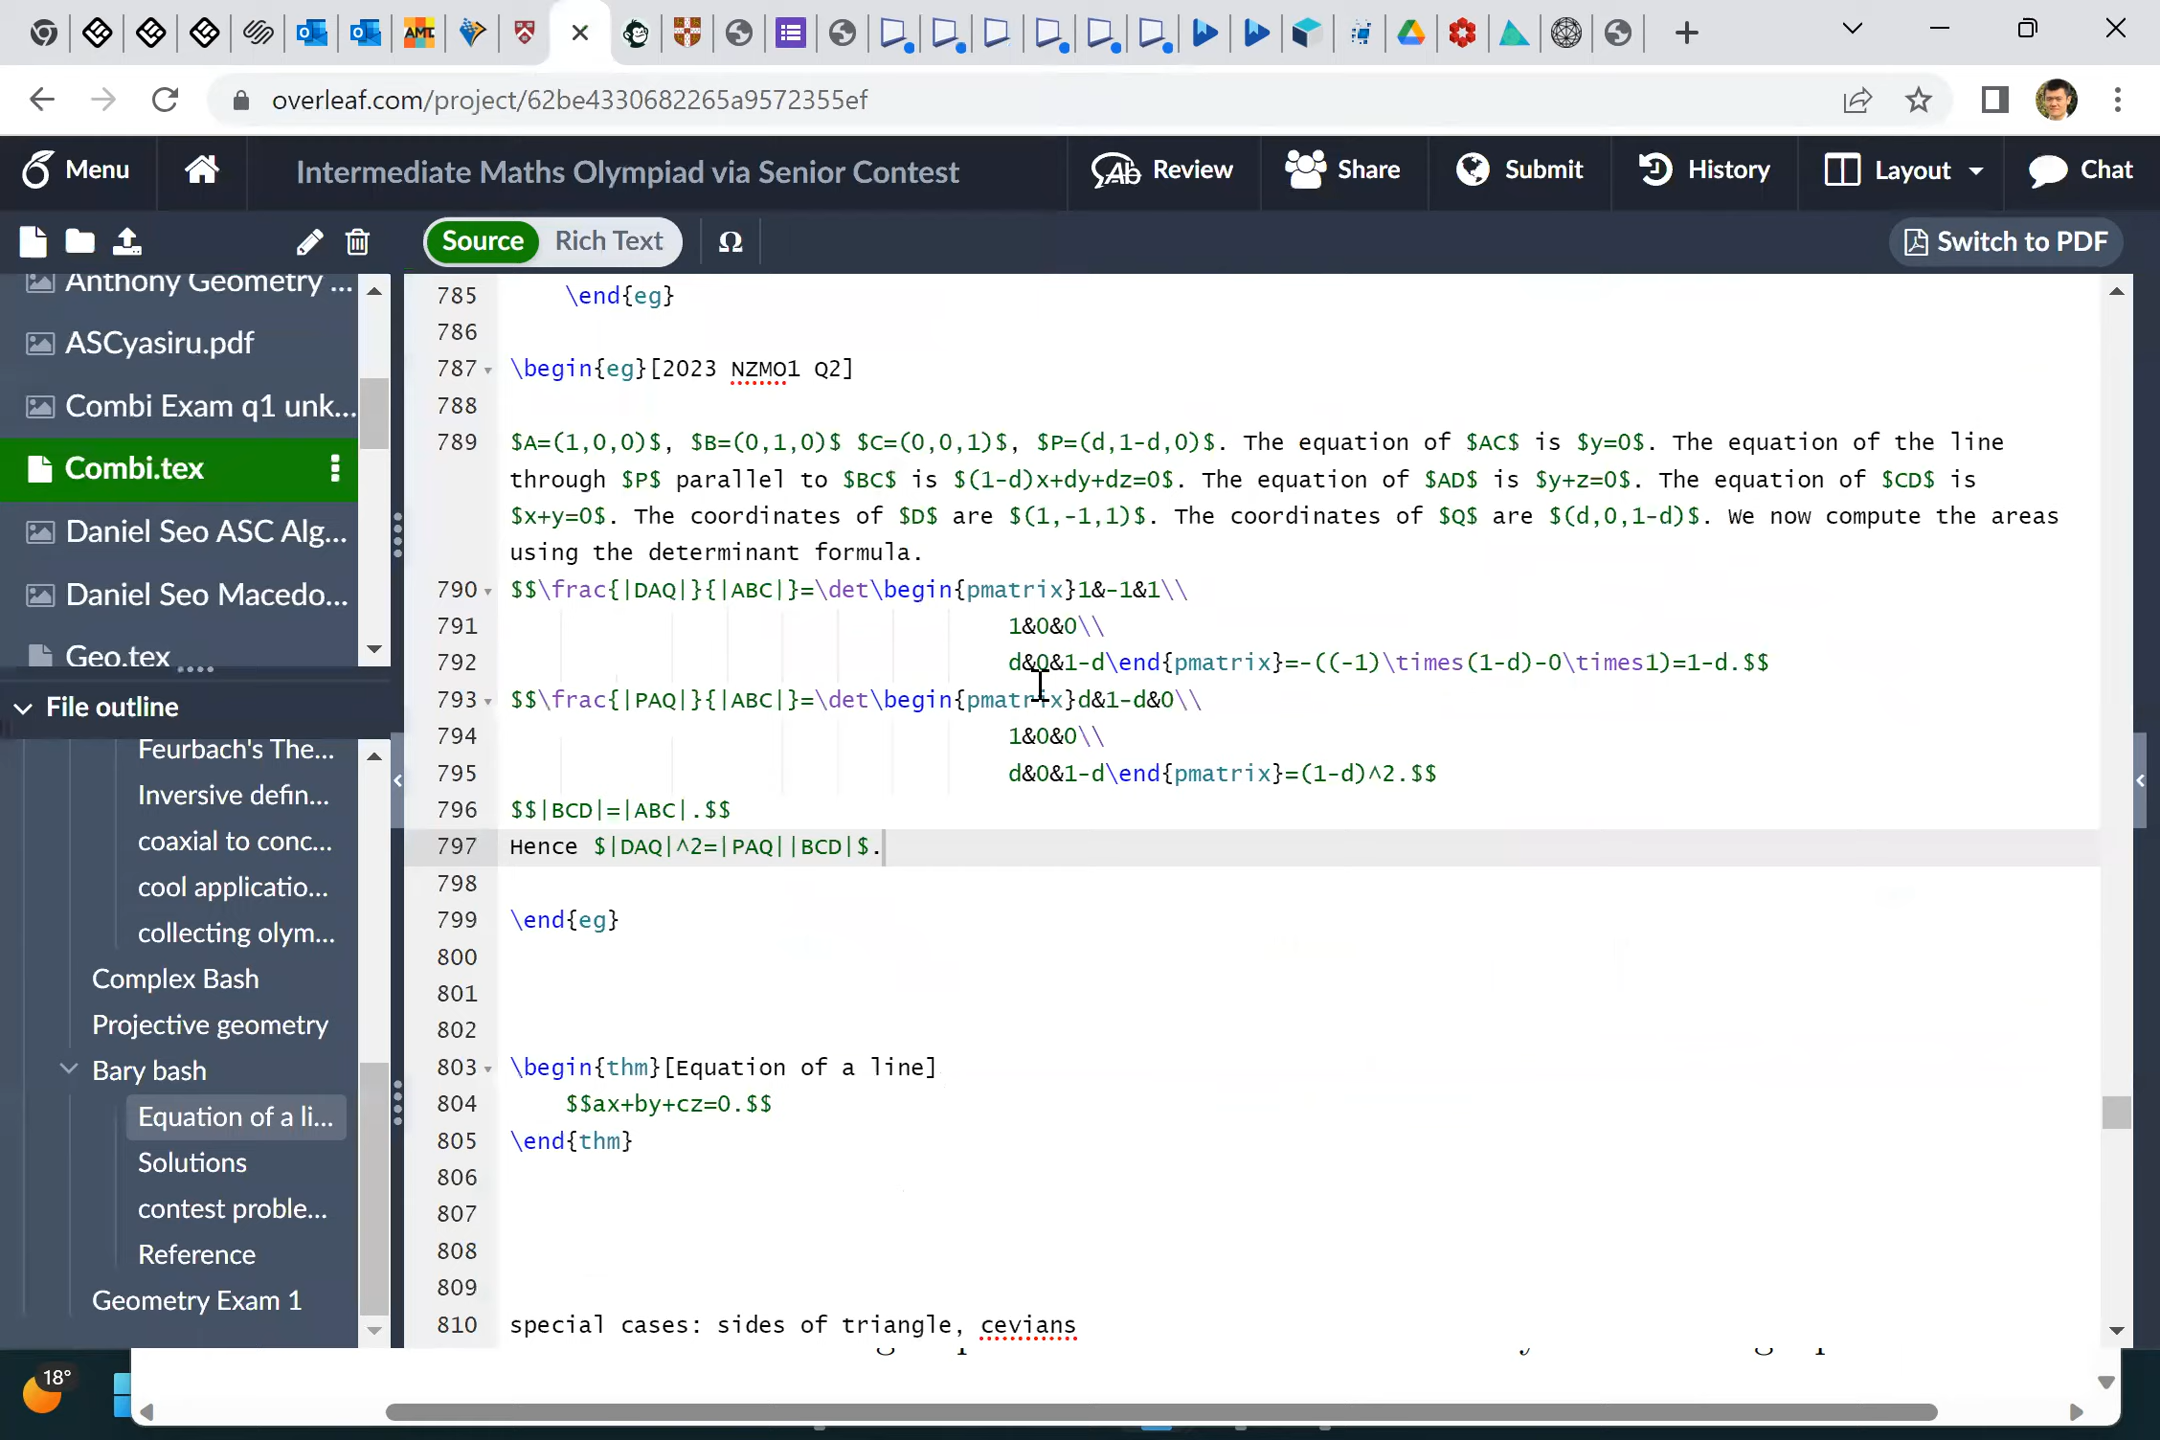 AMT
overleaf.com/project/62be4330682265a9572355ef
Menu
Intermediate Maths Olympiad via Senior Contest
Review
Share
Submit
History
Layout
Chat
Source
Rich Text
Ω
Switch to PDF
Anthony Geometry ...
ASCyasiru.pdf
Combi Exam q1 unk...
Combi.tex
Daniel Seo ASC Alg...
Daniel Seo Macedo...
Geo.tex
File outline
Feurbach's The...
Inversive defin...
coaxial to conc...
cool applicatio...
collecting olym...
Complex Bash
Projective geometry
Bary bash
Equation of a li...
Solutions
contest proble...
Reference
Geometry Exam 1
785 \end{eg}
786
787 \begin{eg}[2023 NZMO1 Q2]
788
789 $A=(1,0,0)$, $B=(0,1,0)$ $C=(0,0,1)$, $P=(d,1-d,0)$. The equation of $AC$ is $y=0$. The equation of the line
through $P$ parallel to $BC$ is $(1-d)x+dy+dz=0$. The equation of $AD$ is $y+z=0$. The equation of $CD$ is
$x+y=0$. The coordinates of $D$ are $(1,-1,1)$. The coordinates of $Q$ are $(d,0,1-d)$. We now compute the areas
using the determinant formula.
790 $$\frac{|DAQ|}{|ABC|}=\det\begin{pmatrix}1&-1&1\\
791 1&0&0\\
792 d&0&1-d\end{pmatrix}=-((-1)\times(1-d)-0\times1)=1-d.$$
793 $$\frac{|PAQ|}{|ABC|}=\det\begin{pmatrix}d&1-d&0\\
794 1&0&0\\
795 d&0&1-d\end{pmatrix}=(1-d)^2.$$
796 $$|BCD|=|ABC|.$$
797 Hence $|DAQ|^2=|PAQ||BCD|$.
798
799 \end{eg}
800
801
802
803 \begin{thm}[Equation of a line]
804 $$ax+by+cz=0.$$
805 \end{thm}
806
807
808
809
810 special cases: sides of triangle, cevians
18°